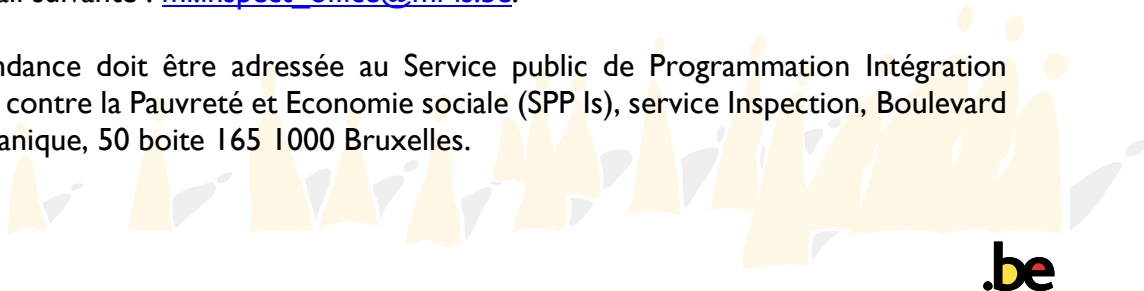 suivante :
ndance doit être adressée au Service public de Programmation Intégration
contre la Pauvreté et Economie sociale (SPP Is), service Inspection, Boulevard
anique, 50 boite 165 1000 Bruxelles.
.be